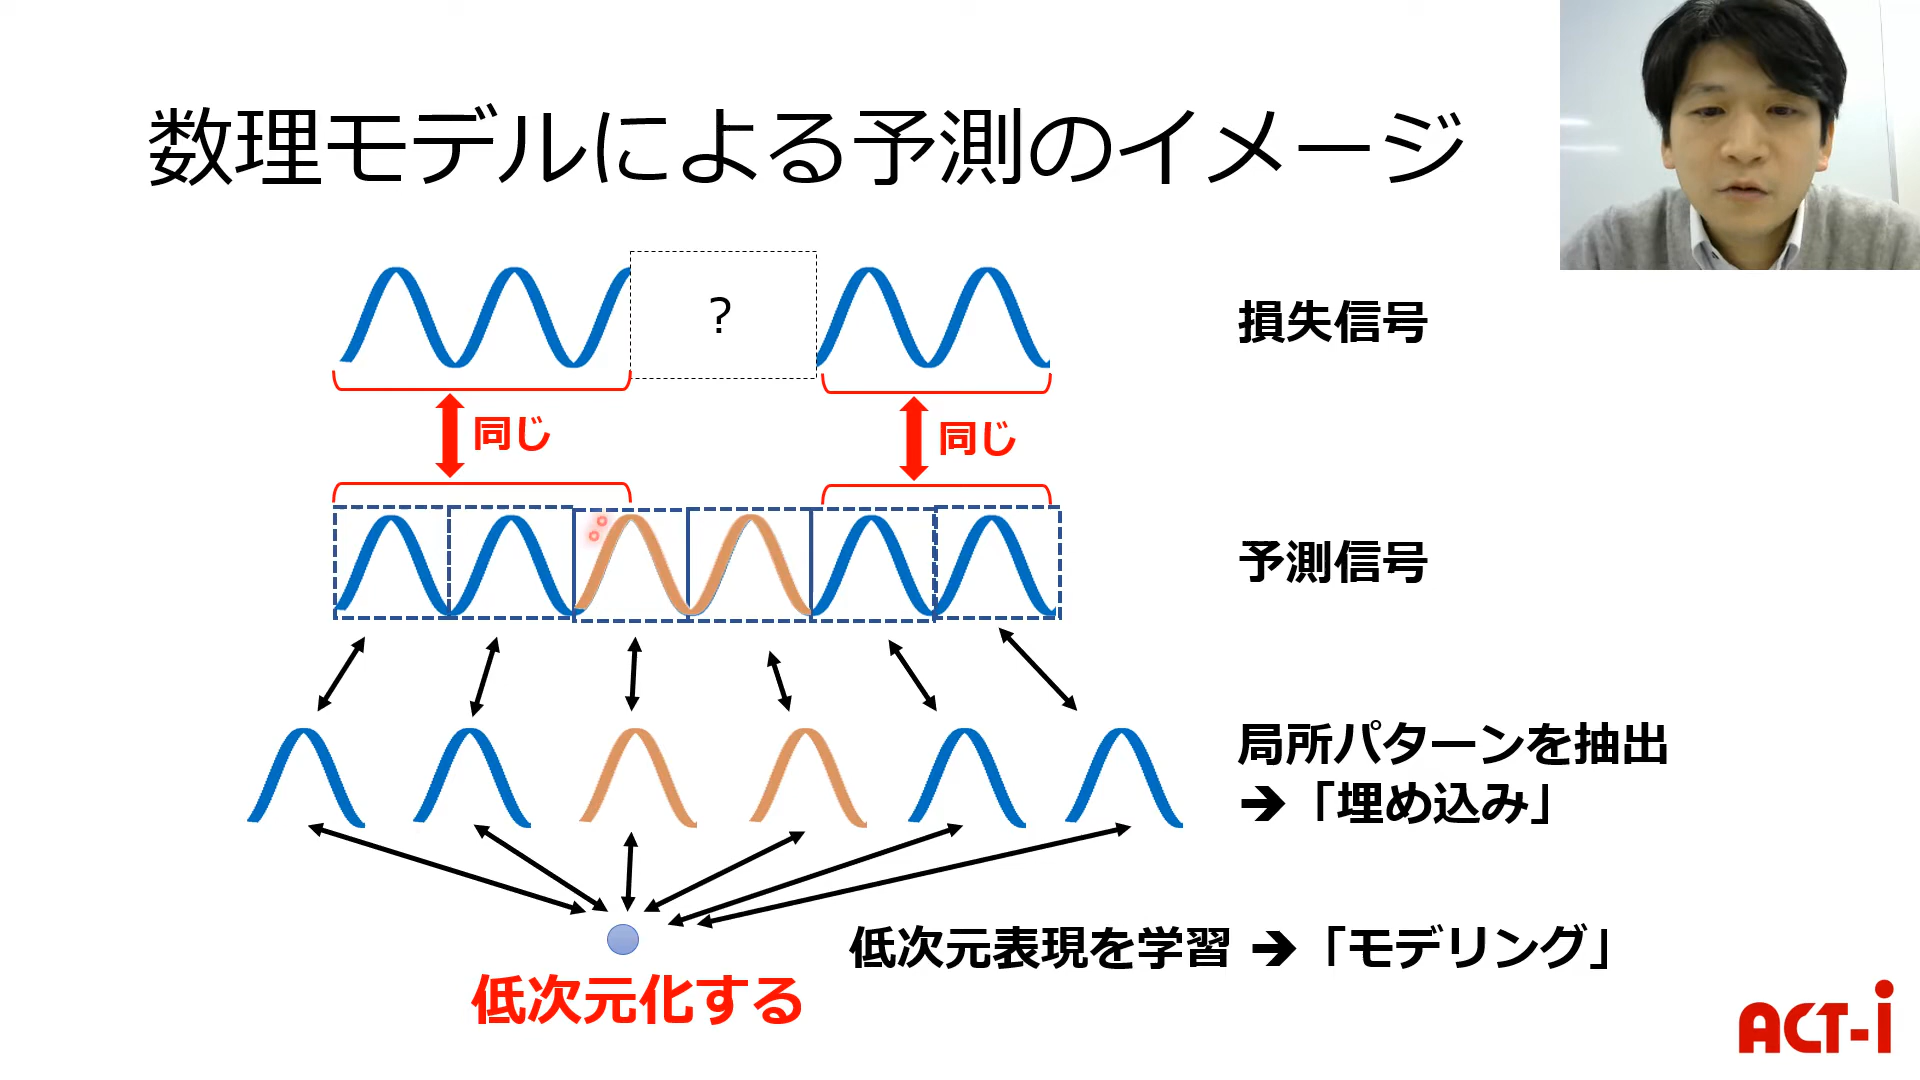 数理モデルによる予測のイメージ
?
損失信号
同じ
同じ
予測信号
局所パターンを抽出
➔「埋め込み」
低次元表現を学習 ➔「モデリング」
低次元化する
ACT-i